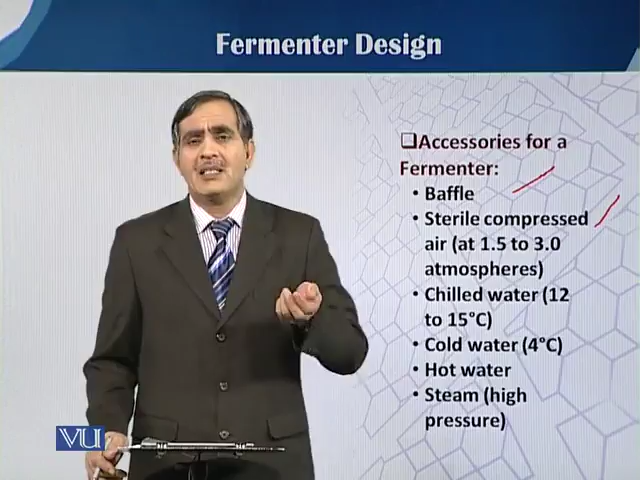 Fermenter Design
❑Accessories for a
Fermenter:
• Baffle
• Sterile compressed
air (at 1.5 to 3.0
atmospheres)
• Chilled water (12
to 15°C)
• Cold water (4°C)
• Hot water
• Steam (high
pressure)
VU